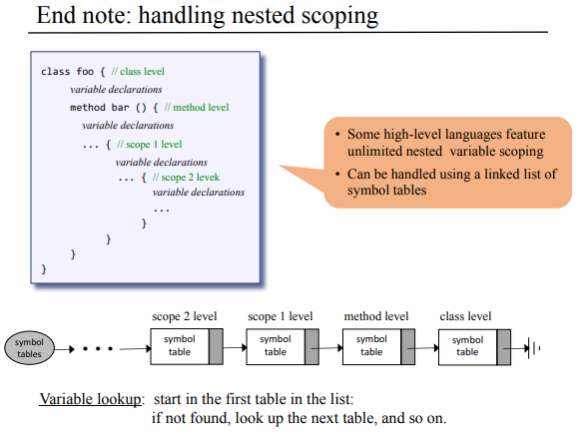 End note: handling nested scoping
class foo { // class level
variable declarations
method bar () { // method level
variable declarations
... { // scope 1 level
variable declarations
... { // scope 2 levek
variable declarations
...
}
}
}
}
• Some high-level languages feature
unlimited nested variable scoping
• Can be handled using a linked list of
symbol tables
scope 2 level scope 1 level method level class level
symbol tables
• • •
symbol table
symbol table
symbol table
symbol table
Variable lookup: start in the first table in the list:
if not found, look up the next table, and so on.